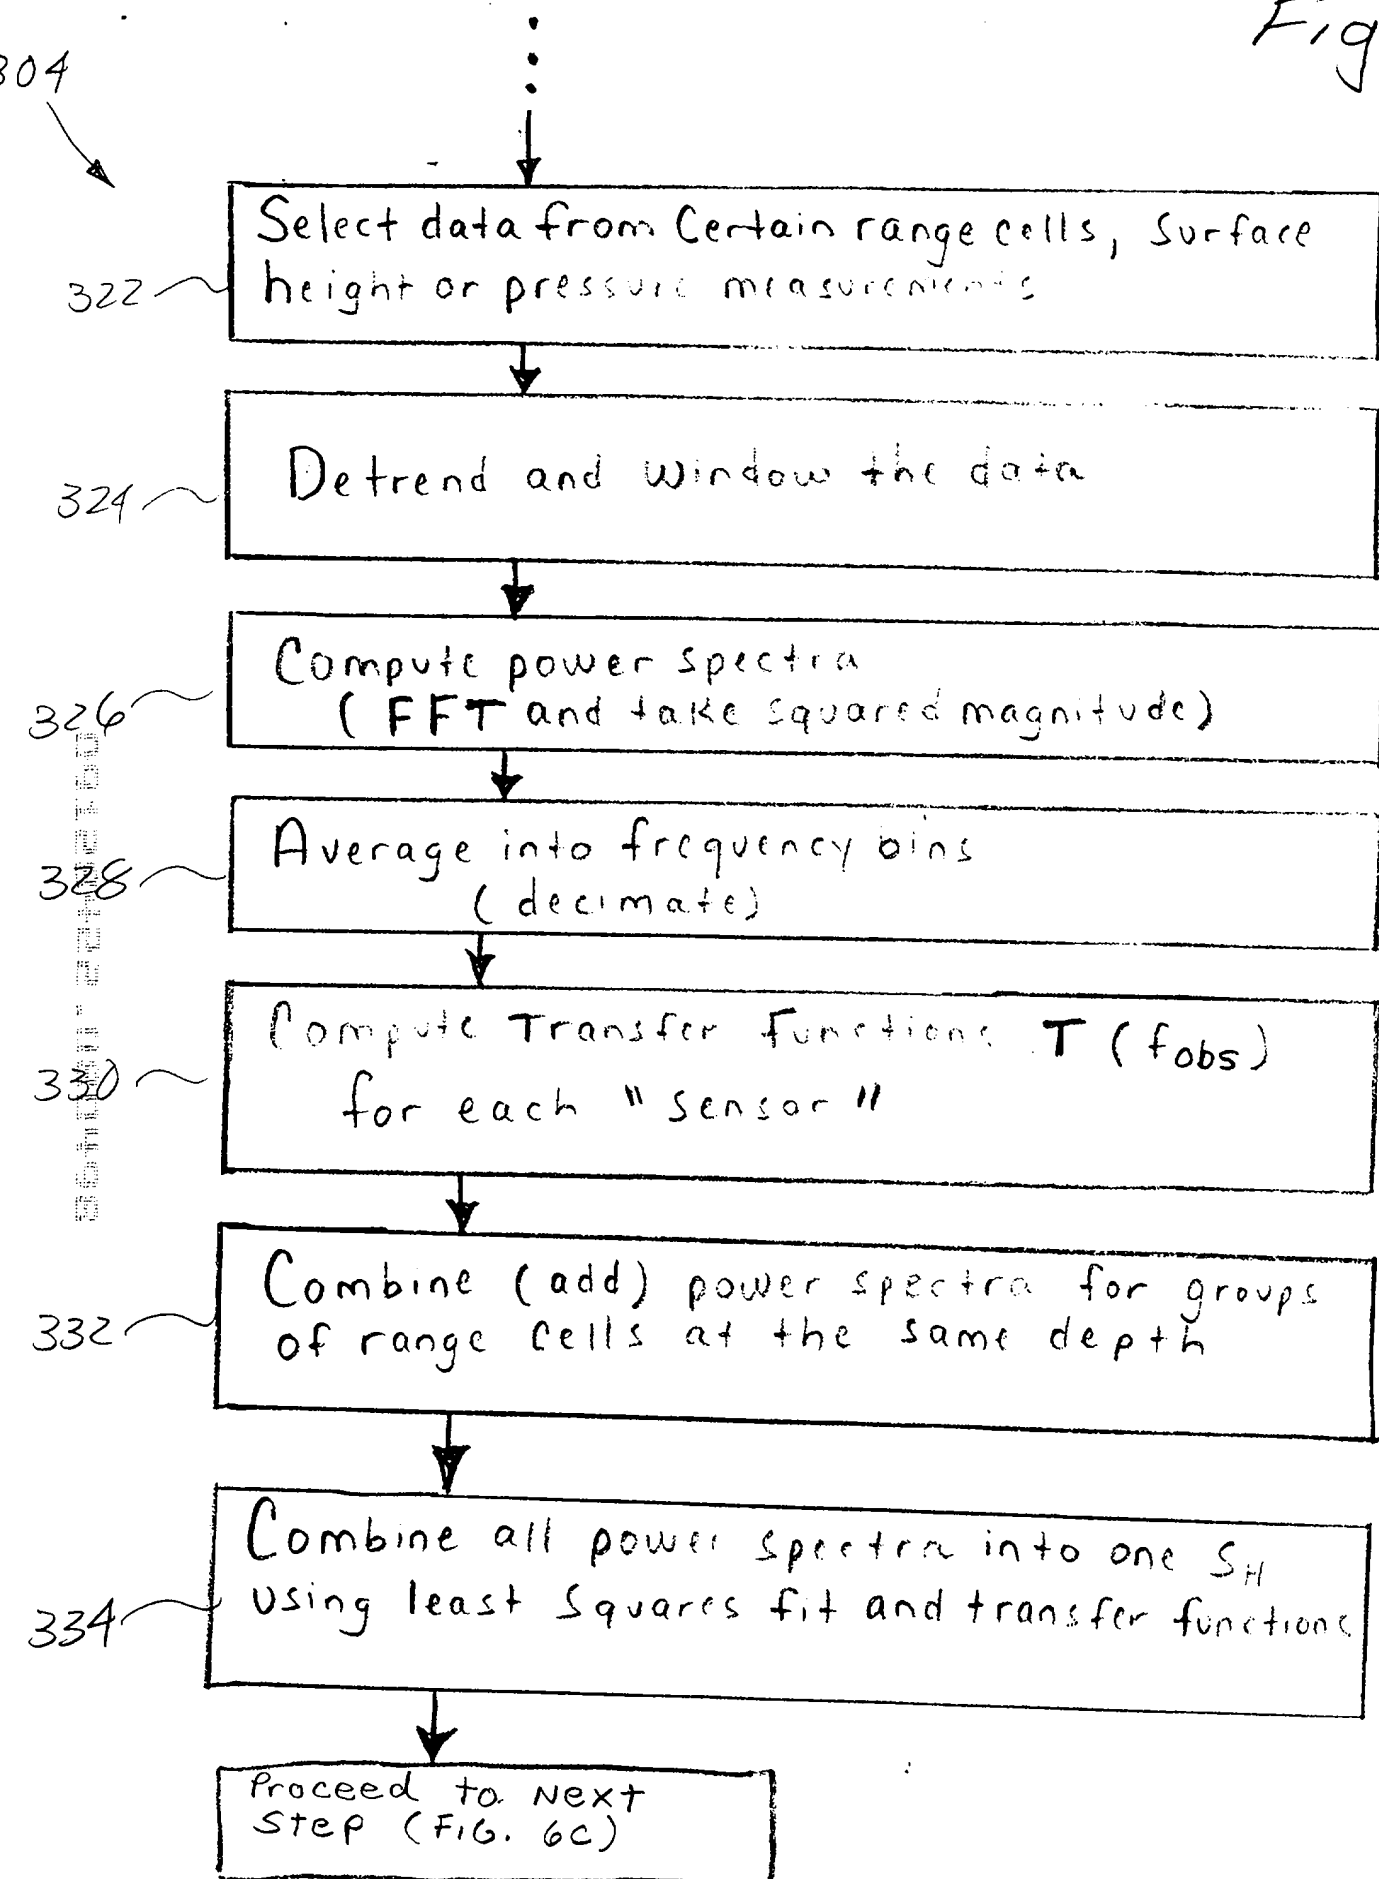 Fig
304
Select data from Certain range cells, Surface
height or pressure measurements
322
Detrend and Window the data
324
Compute power spectra
(FFT and take squared magnitude)
326
Average into frequency bins
(decimate)
328
Compute Transfer Functions T (fobs)
for each "sensor"
330
Combine (add) power spectra for groups
of range cells at the same depth
332
Combine all power spectra into one SH
using least Squares fit and transfer functions
334
Proceed to Next
Step (FIG. 6C)